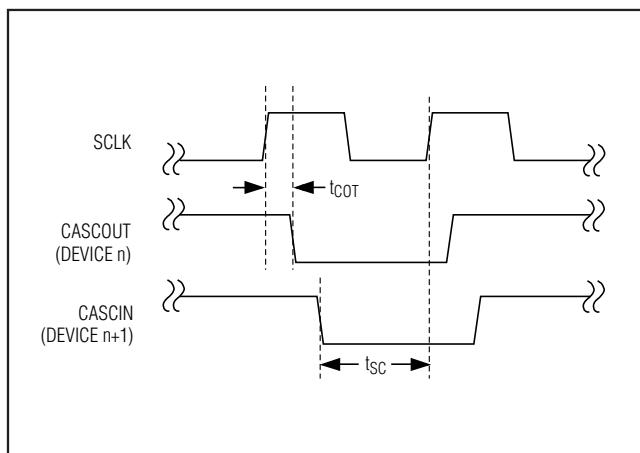 SCLK
tCOT
CASCOUT
(DEVICE n)
CASCIN
(DEVICE n+1)
tSC